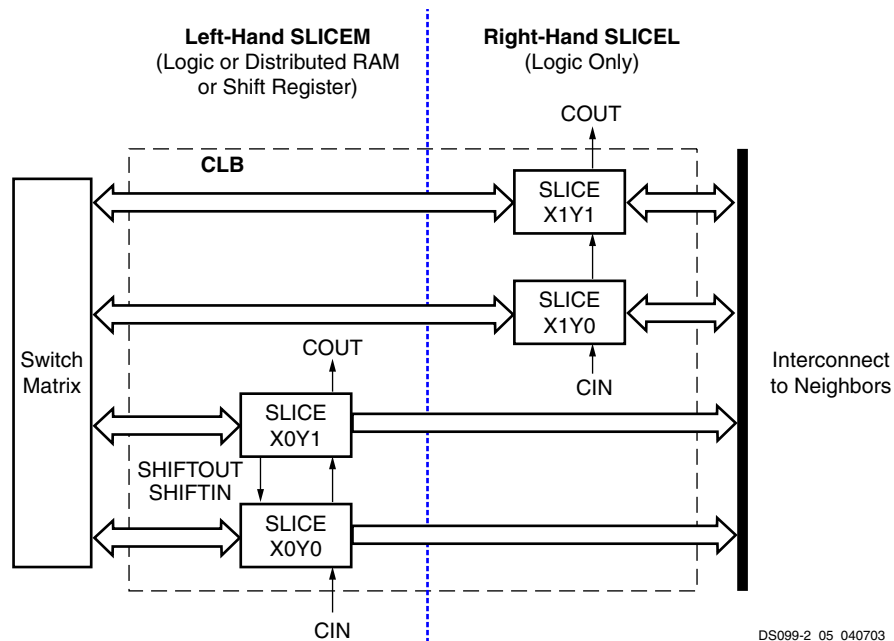 Left-Hand SLICEM
(Logic or Distributed RAM
or Shift Register)
Right-Hand SLICEL
(Logic Only)
COUT
CLB
SLICE
X1Y1
SLICE
X1Y0
Switch
Matrix
COUT
CIN
Interconnect
to Neighbors
SLICE
X0Y1
SHIFTOUT
SHIFTIN
SLICE
X0Y0
CIN
DS099-2_05_040703